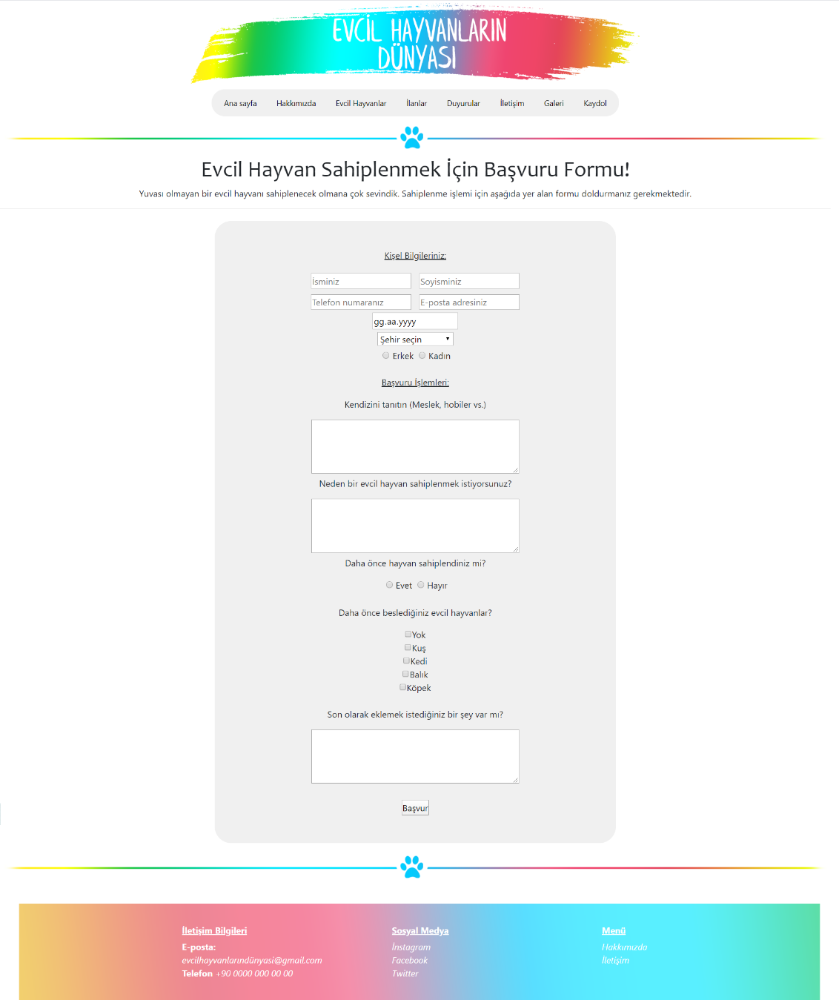 EVCİL HAYVANLARIN
DÜNYASI
Ana sayfa Hakkımızda Evcil Hayvanlar İlanlar Duyurular İletişim Galeri Kaydol
Evcil Hayvan Sahiplenmek İçin Başvuru Formu!
Yuvası olmayan bir evcil hayvanı sahiplenecek olmana çok sevindik. Sahiplenme işlemi için aşağıda yer alan formu doldurmanız gerekmektedir.
Kişel Bilgileriniz:
İsminiz Soyisminiz
Telefon numaranız E-posta adresiniz
gg.aa.yyyy
Şehir seçin
Erkek Kadın
Başvuru İşlemleri:
Kendizini tanıtın (Meslek, hobiler vs.)
Neden bir evcil hayvan sahiplenmek istiyorsunuz?
Daha önce hayvan sahiplendiniz mi?
Evet Hayır
Daha önce beslediğiniz evcil hayvanlar?
Yok
Kuş
Kedi
Balık
Köpek
Son olarak eklemek istediğiniz bir şey var mı?
Başvur
İletişim Bilgileri
E-posta:
evcilhayvanlarındünyasi@gmail.com
Telefon +90 0000 000 00 00
Sosyal Medya
İnstagram
Facebook
Twitter
Menü
Hakkımızda
İletişim